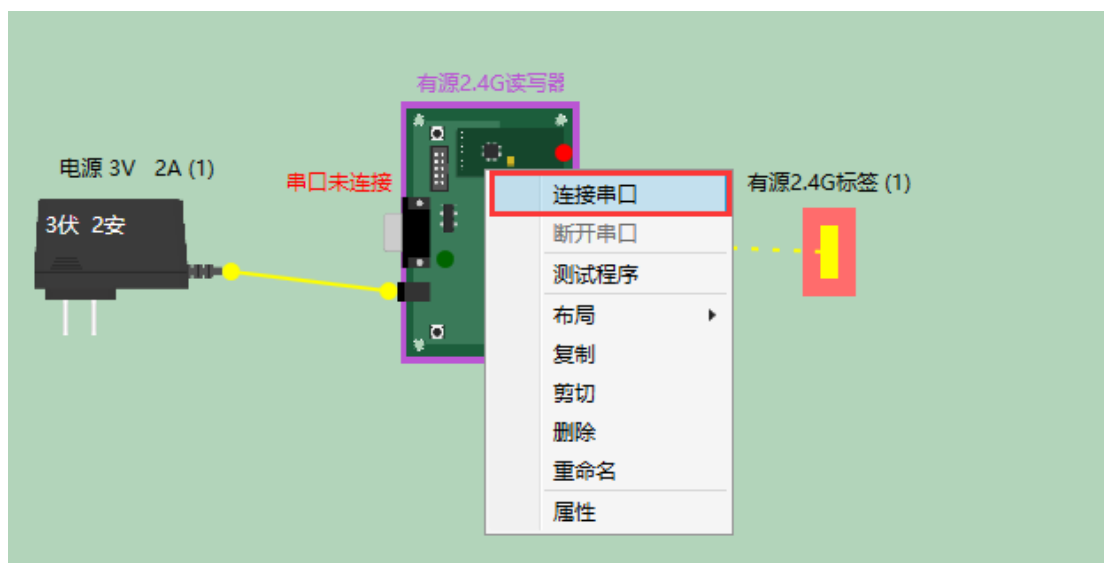 有源2.4G读写器
电源 3V 2A (1)
串口未连接
有源2.4G标签 (1)
3伏 2安
连接串口
断开串口
测试程序
布局
复制
剪切
删除
重命名
属性